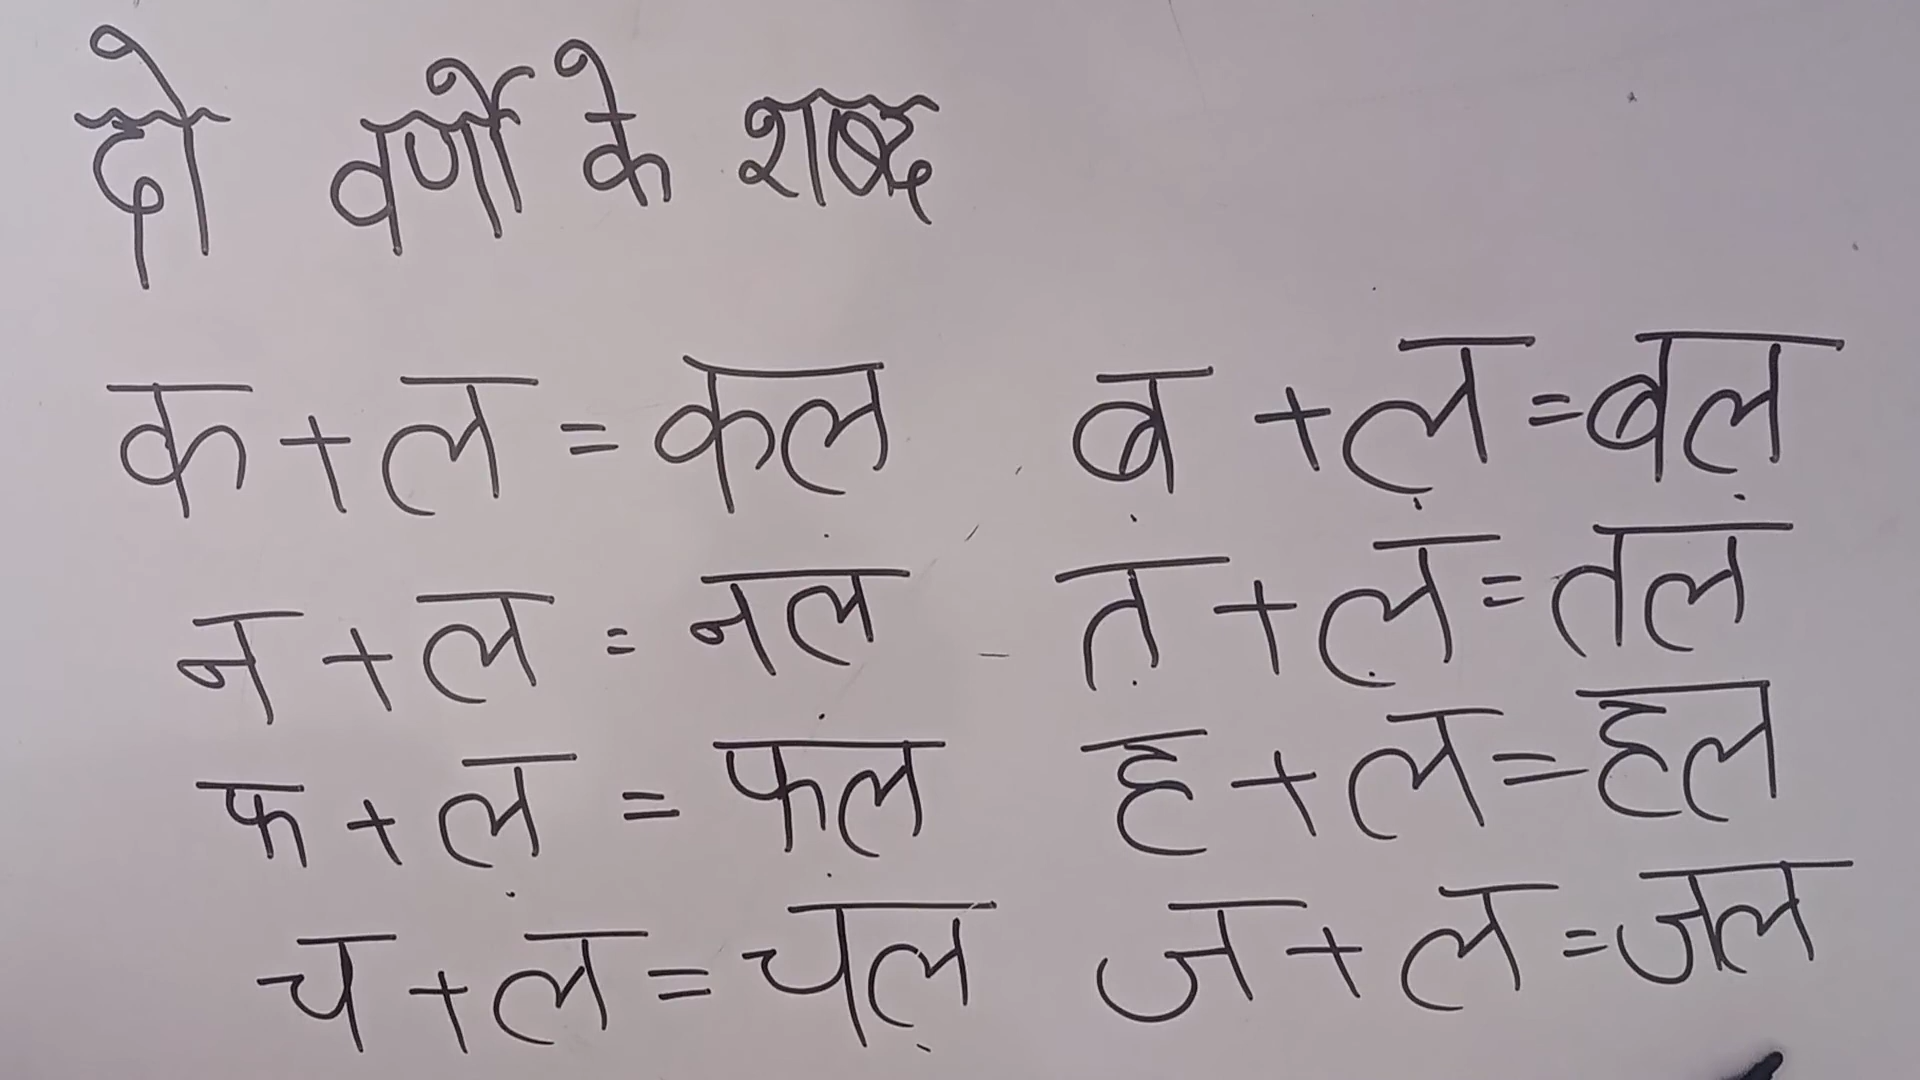 दो वर्णों के शब्द
क + ल = कल ब + ल = बल
न + ल = नल त + ल = तल
फ + ल = फल ह + ल = हल
च + ल = चल ज + ल = जल